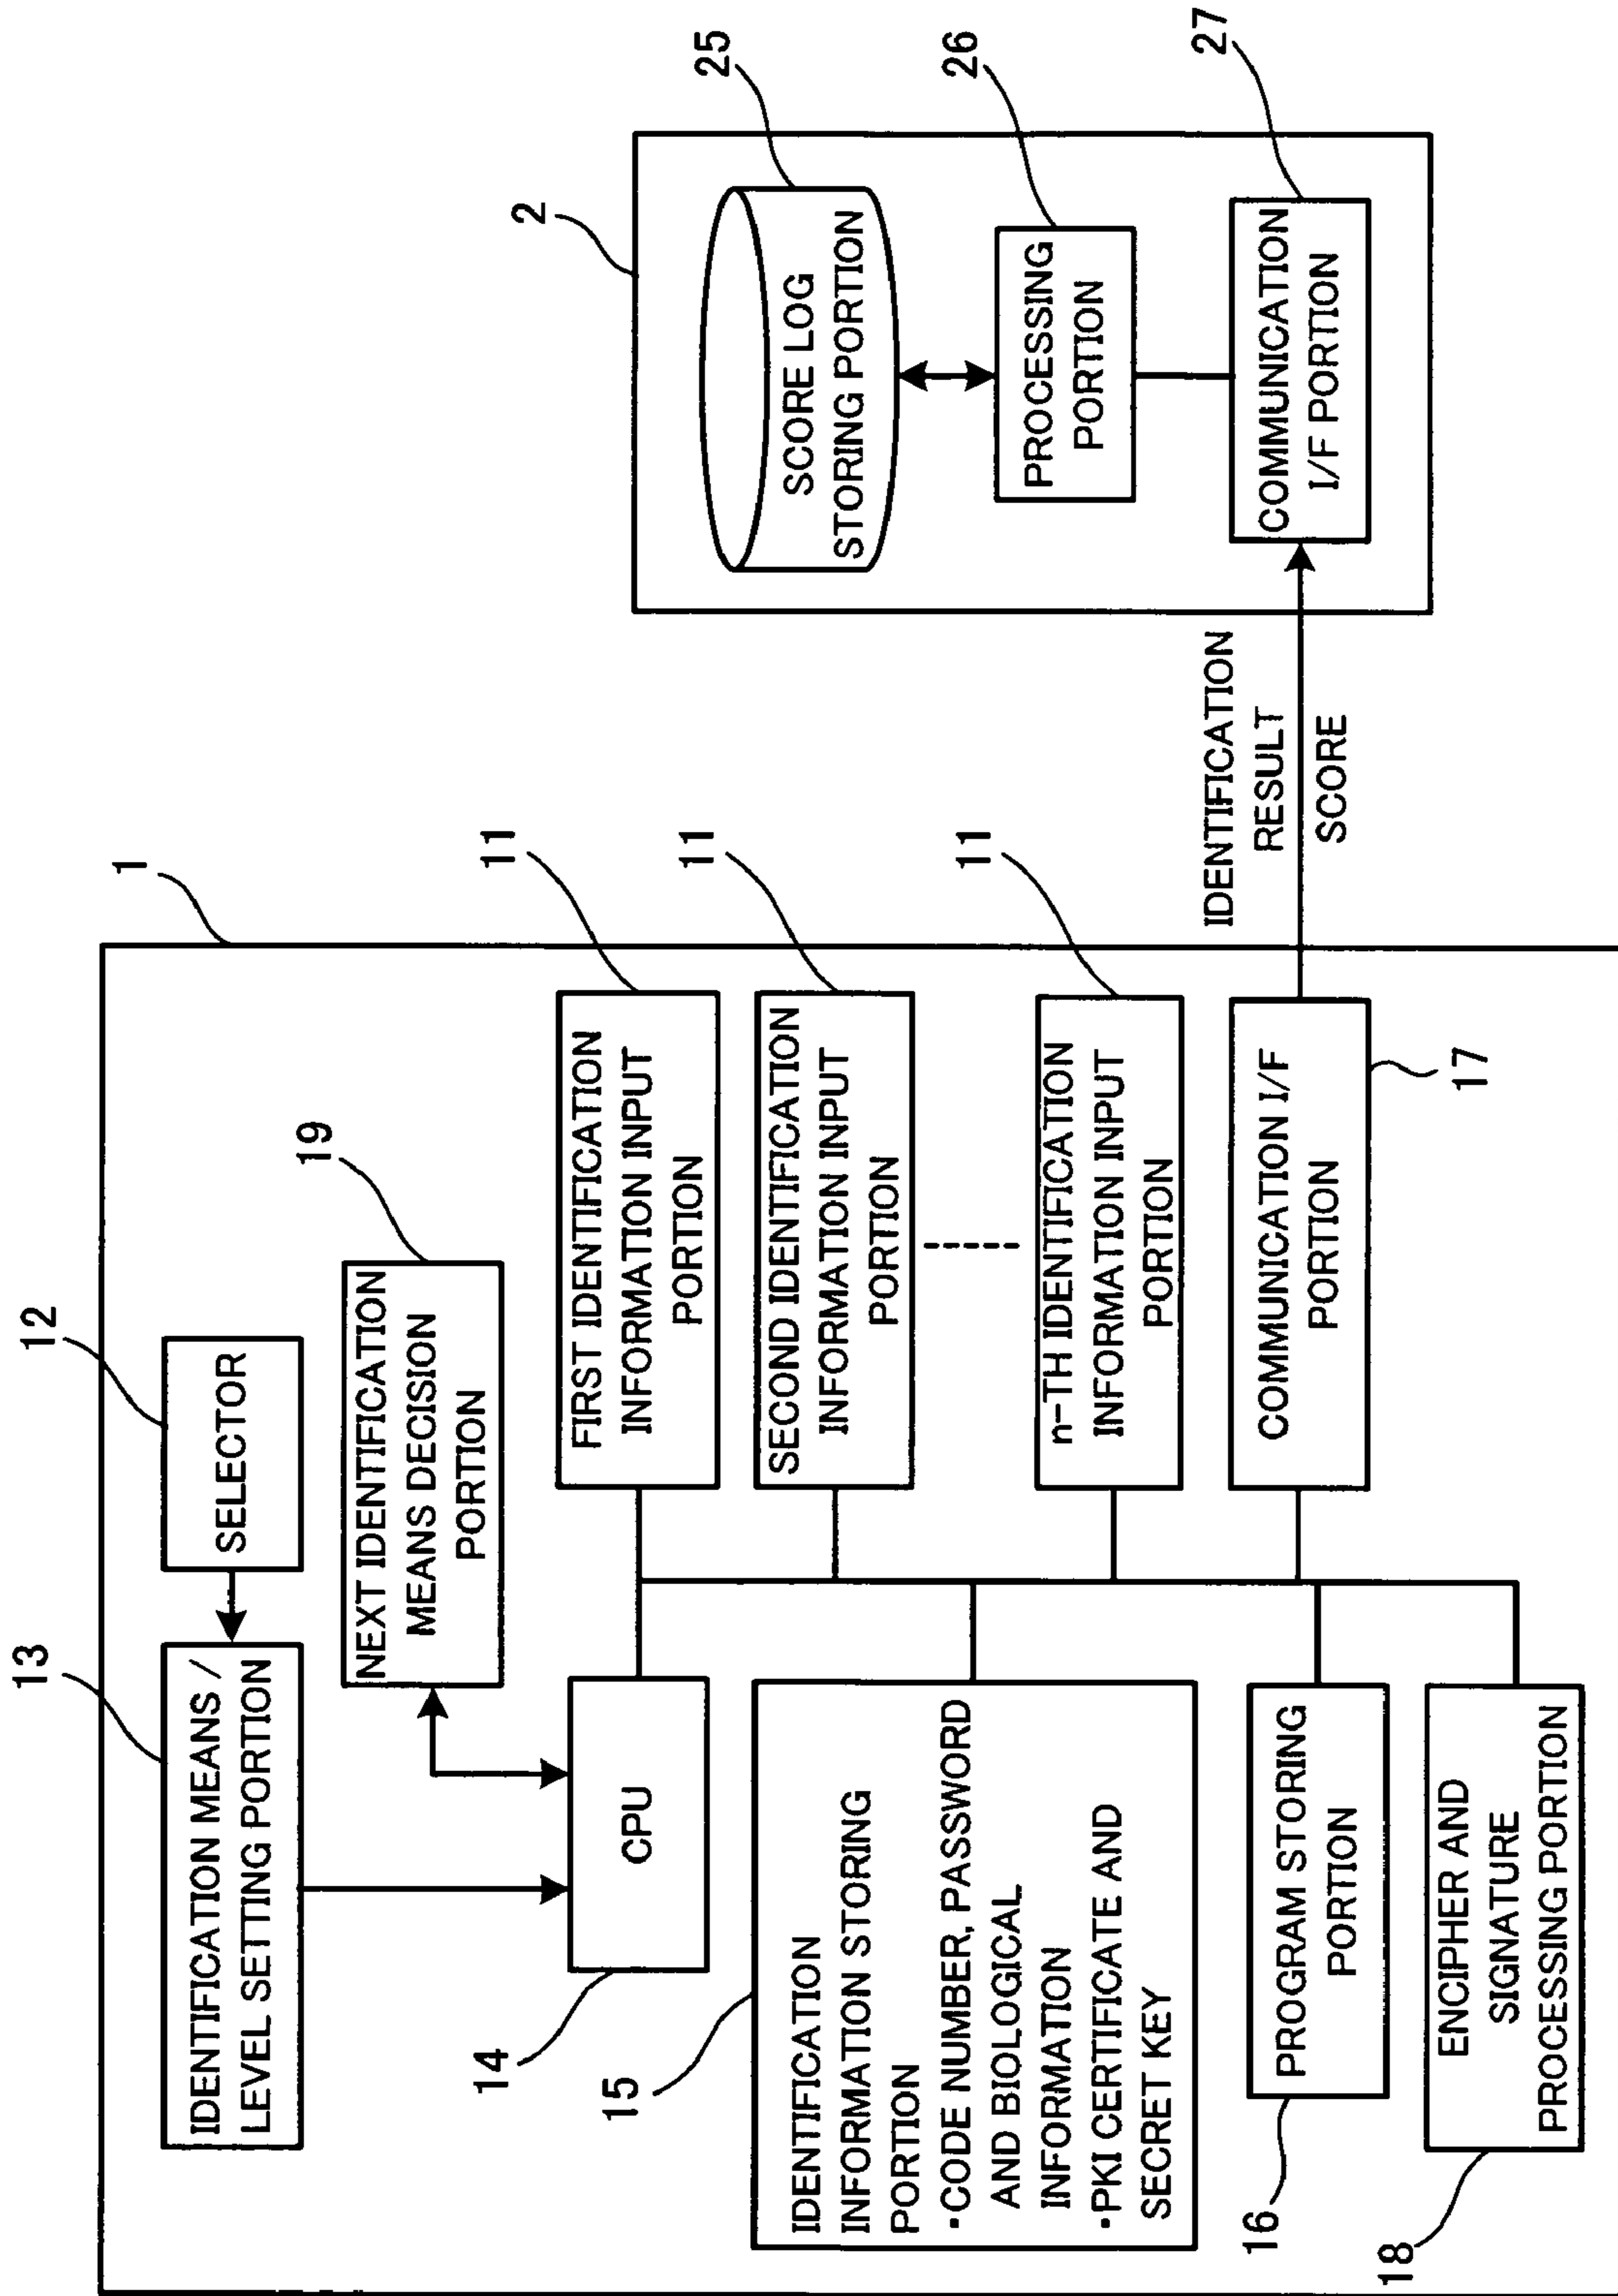 1
13
IDENTIFICATION MEANS /
LEVEL SETTING PORTION
12
SELECTOR
19
NEXT IDENTIFICATION
MEANS DECISION
PORTION
14
CPU
11
FIRST IDENTIFICATION
INFORMATION INPUT
PORTION
11
SECOND IDENTIFICATION
INFORMATION INPUT
PORTION
11
n-TH IDENTIFICATION
INFORMATION INPUT
PORTION
15
IDENTIFICATION
INFORMATION STORING
PORTION
・CODE NUMBER, PASSWORD
AND BIOLOGICAL
INFORMATION
・PKI CERTIFICATE AND
SECRET KEY
16
PROGRAM STORING
PORTION
18
ENCIPHER AND
SIGNATURE
PROCESSING PORTION
COMMUNICATION I/F
PORTION
17
IDENTIFICATION
RESULT
SCORE
2
25
SCORE LOG
STORING PORTION
26
PROCESSING
PORTION
27
COMMUNICATION
I/F PORTION